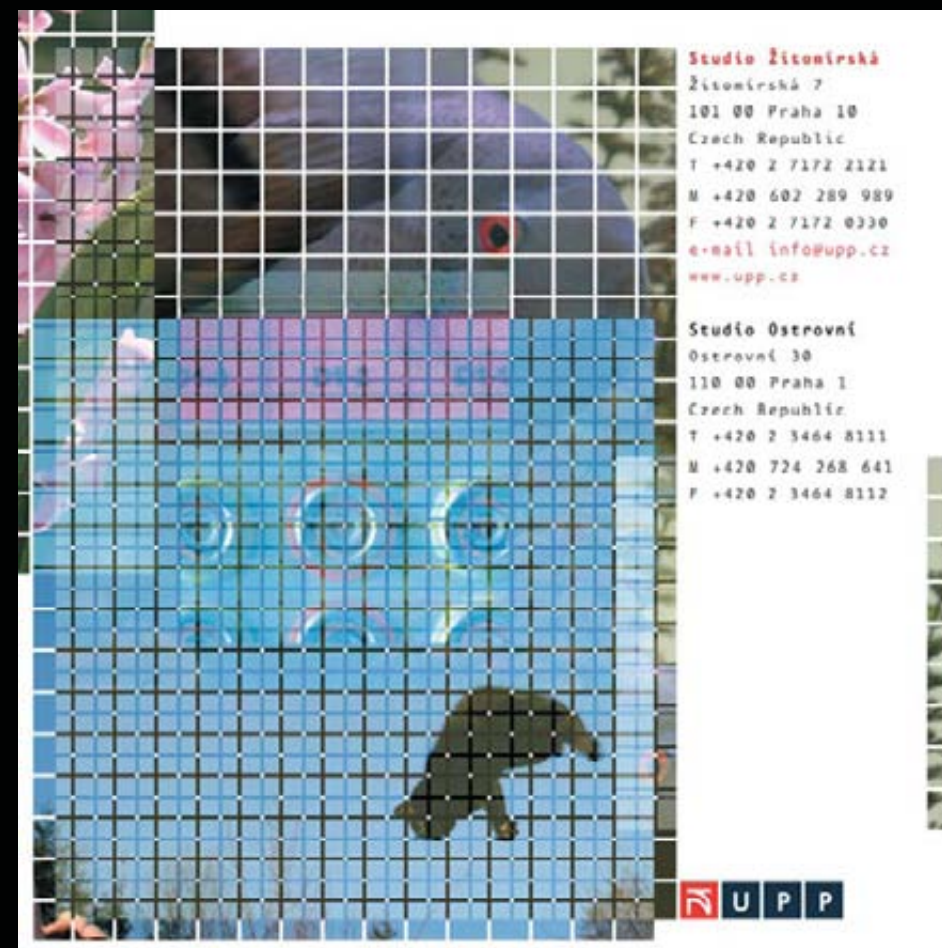 Studio Žitomírská
Žitomírská 7
101 00 Praha 10
Czech Republic
T +420 2 7172 2121
M +420 602 289 989
F +420 2 7172 0330
e-mail info@upp.cz
www.upp.cz
Studio Ostrovní
Ostrovní 30
110 00 Praha 1
Czech Republic
T +420 2 3464 8111
M +420 724 268 641
F +420 2 3464 8112
UPP